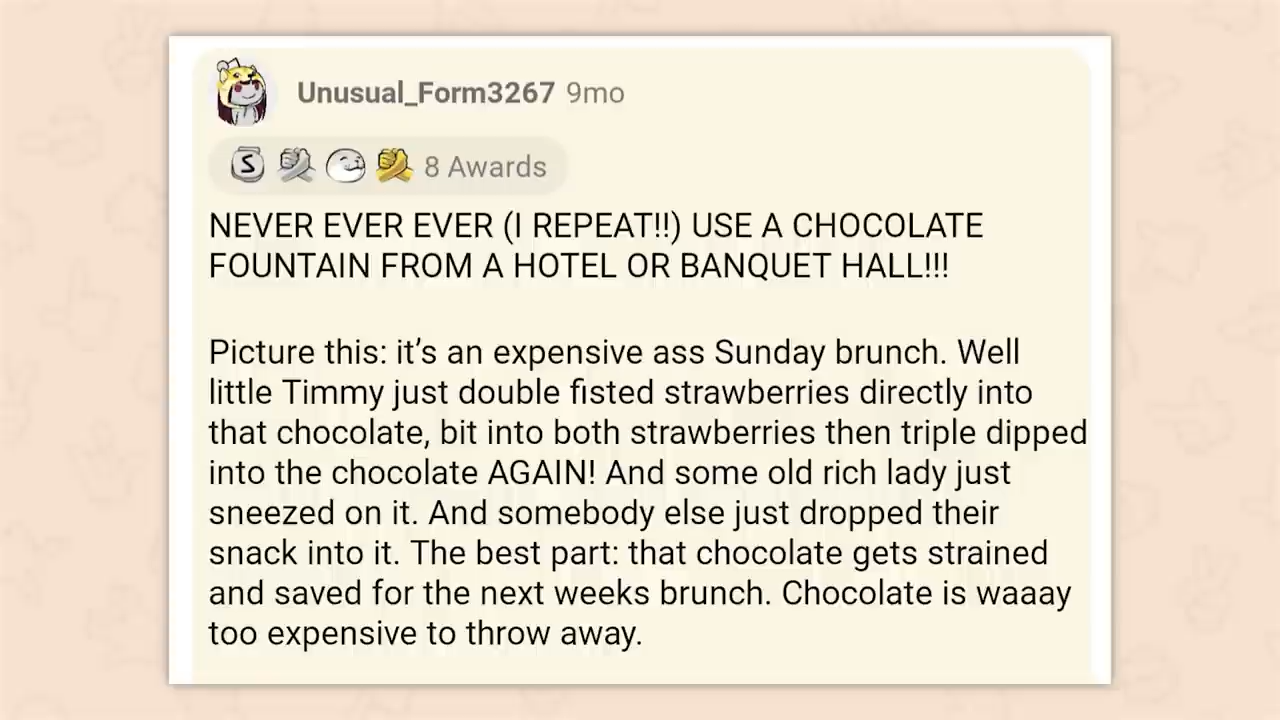 Unusual_Form3267 9mo
8 Awards
NEVER EVER EVER (I REPEAT!!) USE A CHOCOLATE
FOUNTAIN FROM A HOTEL OR BANQUET HALL!!!
Picture this: it’s an expensive ass Sunday brunch. Well
little Timmy just double fisted strawberries directly into
that chocolate, bit into both strawberries then triple dipped
into the chocolate AGAIN! And some old rich lady just
sneezed on it. And somebody else just dropped their
snack into it. The best part: that chocolate gets strained
and saved for the next weeks brunch. Chocolate is waaay
too expensive to throw away.